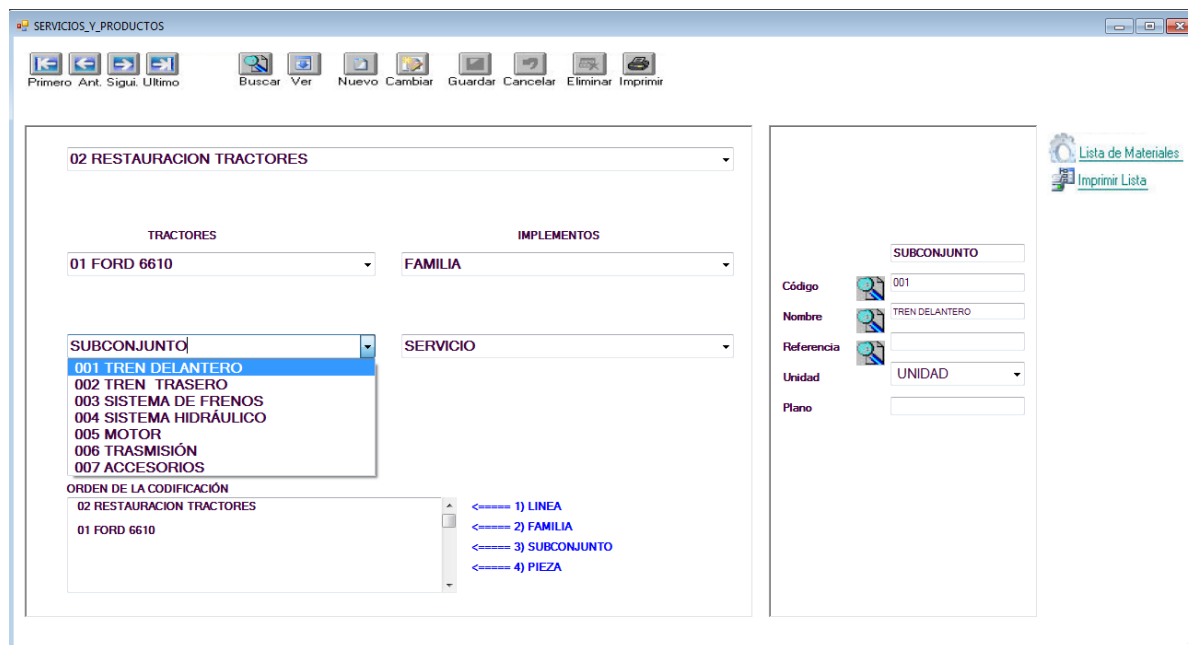 SERVICIOS_Y_PRODUCTOS
Primero Ant. Sigui. Ultimo Buscar Ver Nuevo Cambiar Guardar Cancelar Eliminar Imprimir
02 RESTAURACION TRACTORES
TRACTORES IMPLEMENTOS
01 FORD 6610 FAMILIA
SUBCONJUNTO SERVICIO
001 TREN DELANTERO
002 TREN  TRASERO
003 SISTEMA DE FRENOS
004 SISTEMA HIDRÁULICO
005 MOTOR
006 TRASMISIÓN
007 ACCESORIOS
ORDEN DE LA CODIFICACIÓN
02 RESTAURACION TRACTORES
01 FORD 6610
<===== 1) LINEA
<===== 2) FAMILIA
<===== 3) SUBCONJUNTO
<===== 4) PIEZA
SUBCONJUNTO
Código 001
Nombre TREN DELANTERO
Referencia
Unidad UNIDAD
Plano
Lista de Materiales
Imprimir Lista